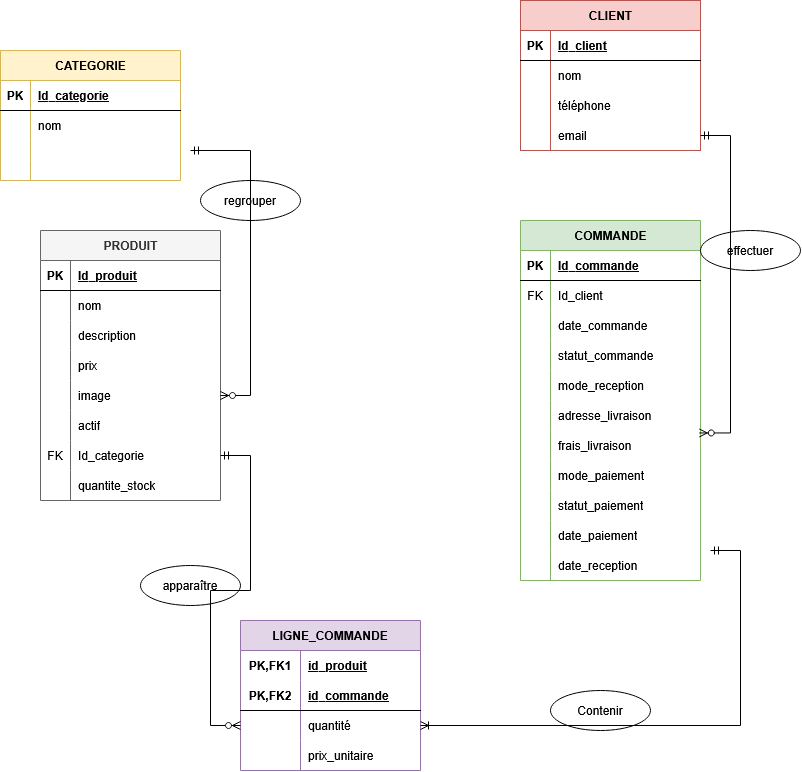 CLIENT
PK Id_client
nom
téléphone
email
CATEGORIE
PK Id_categorie
nom
regrouper
PRODUIT
PK Id_produit
nom
description
prix
image
actif
FK Id_categorie
quantite_stock
COMMANDE
PK Id_commande
FK Id_client
date_commande
statut_commande
mode_reception
adresse_livraison
frais_livraison
mode_paiement
statut_paiement
date_paiement
date_reception
effectuer
apparaître
LIGNE_COMMANDE
PK,FK1 id_produit
PK,FK2 id_commande
quantité
prix_unitaire
Contenir